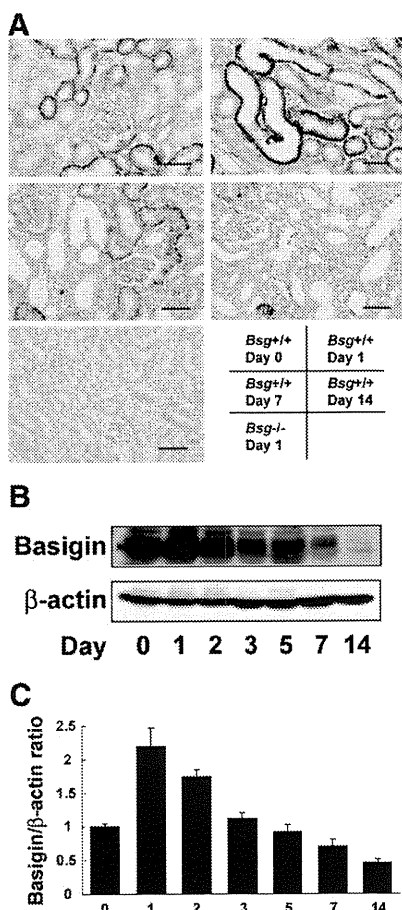 A
Bsg+/+ Bsg+/+
Day 0 Day 1
Bsg+/+ Bsg+/+
Day 7 Day 14
Bsg-/-
Day 1
B
Basigin
β-actin
Day 0 1 2 3 5 7 14
C
Basigin/β-actin ratio
2.5
2
1.5
1
0.5
0
0 1 2 3 5 7 14